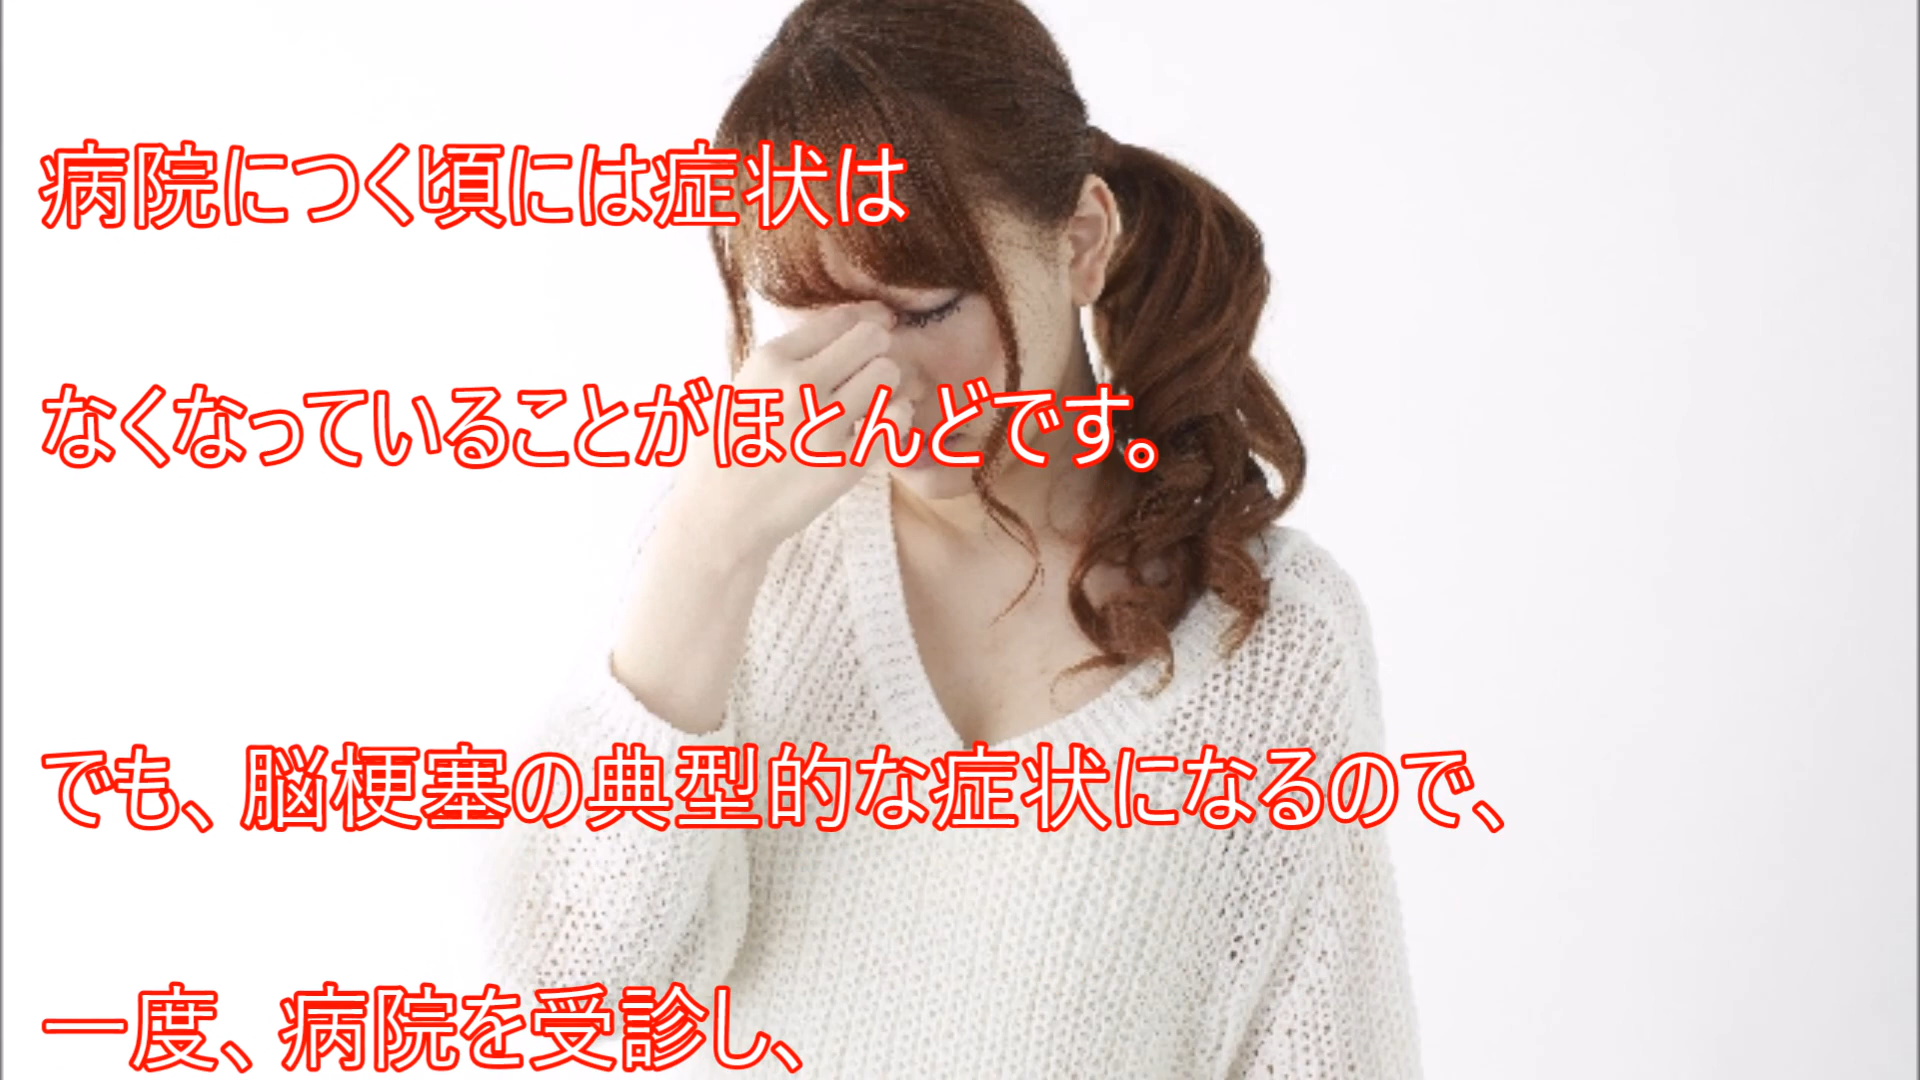 病院につく頃には症状は
なくなっていることがほとんどです。
でも、脳梗塞の典型的な症状になるので、
一度、病院を受診し、